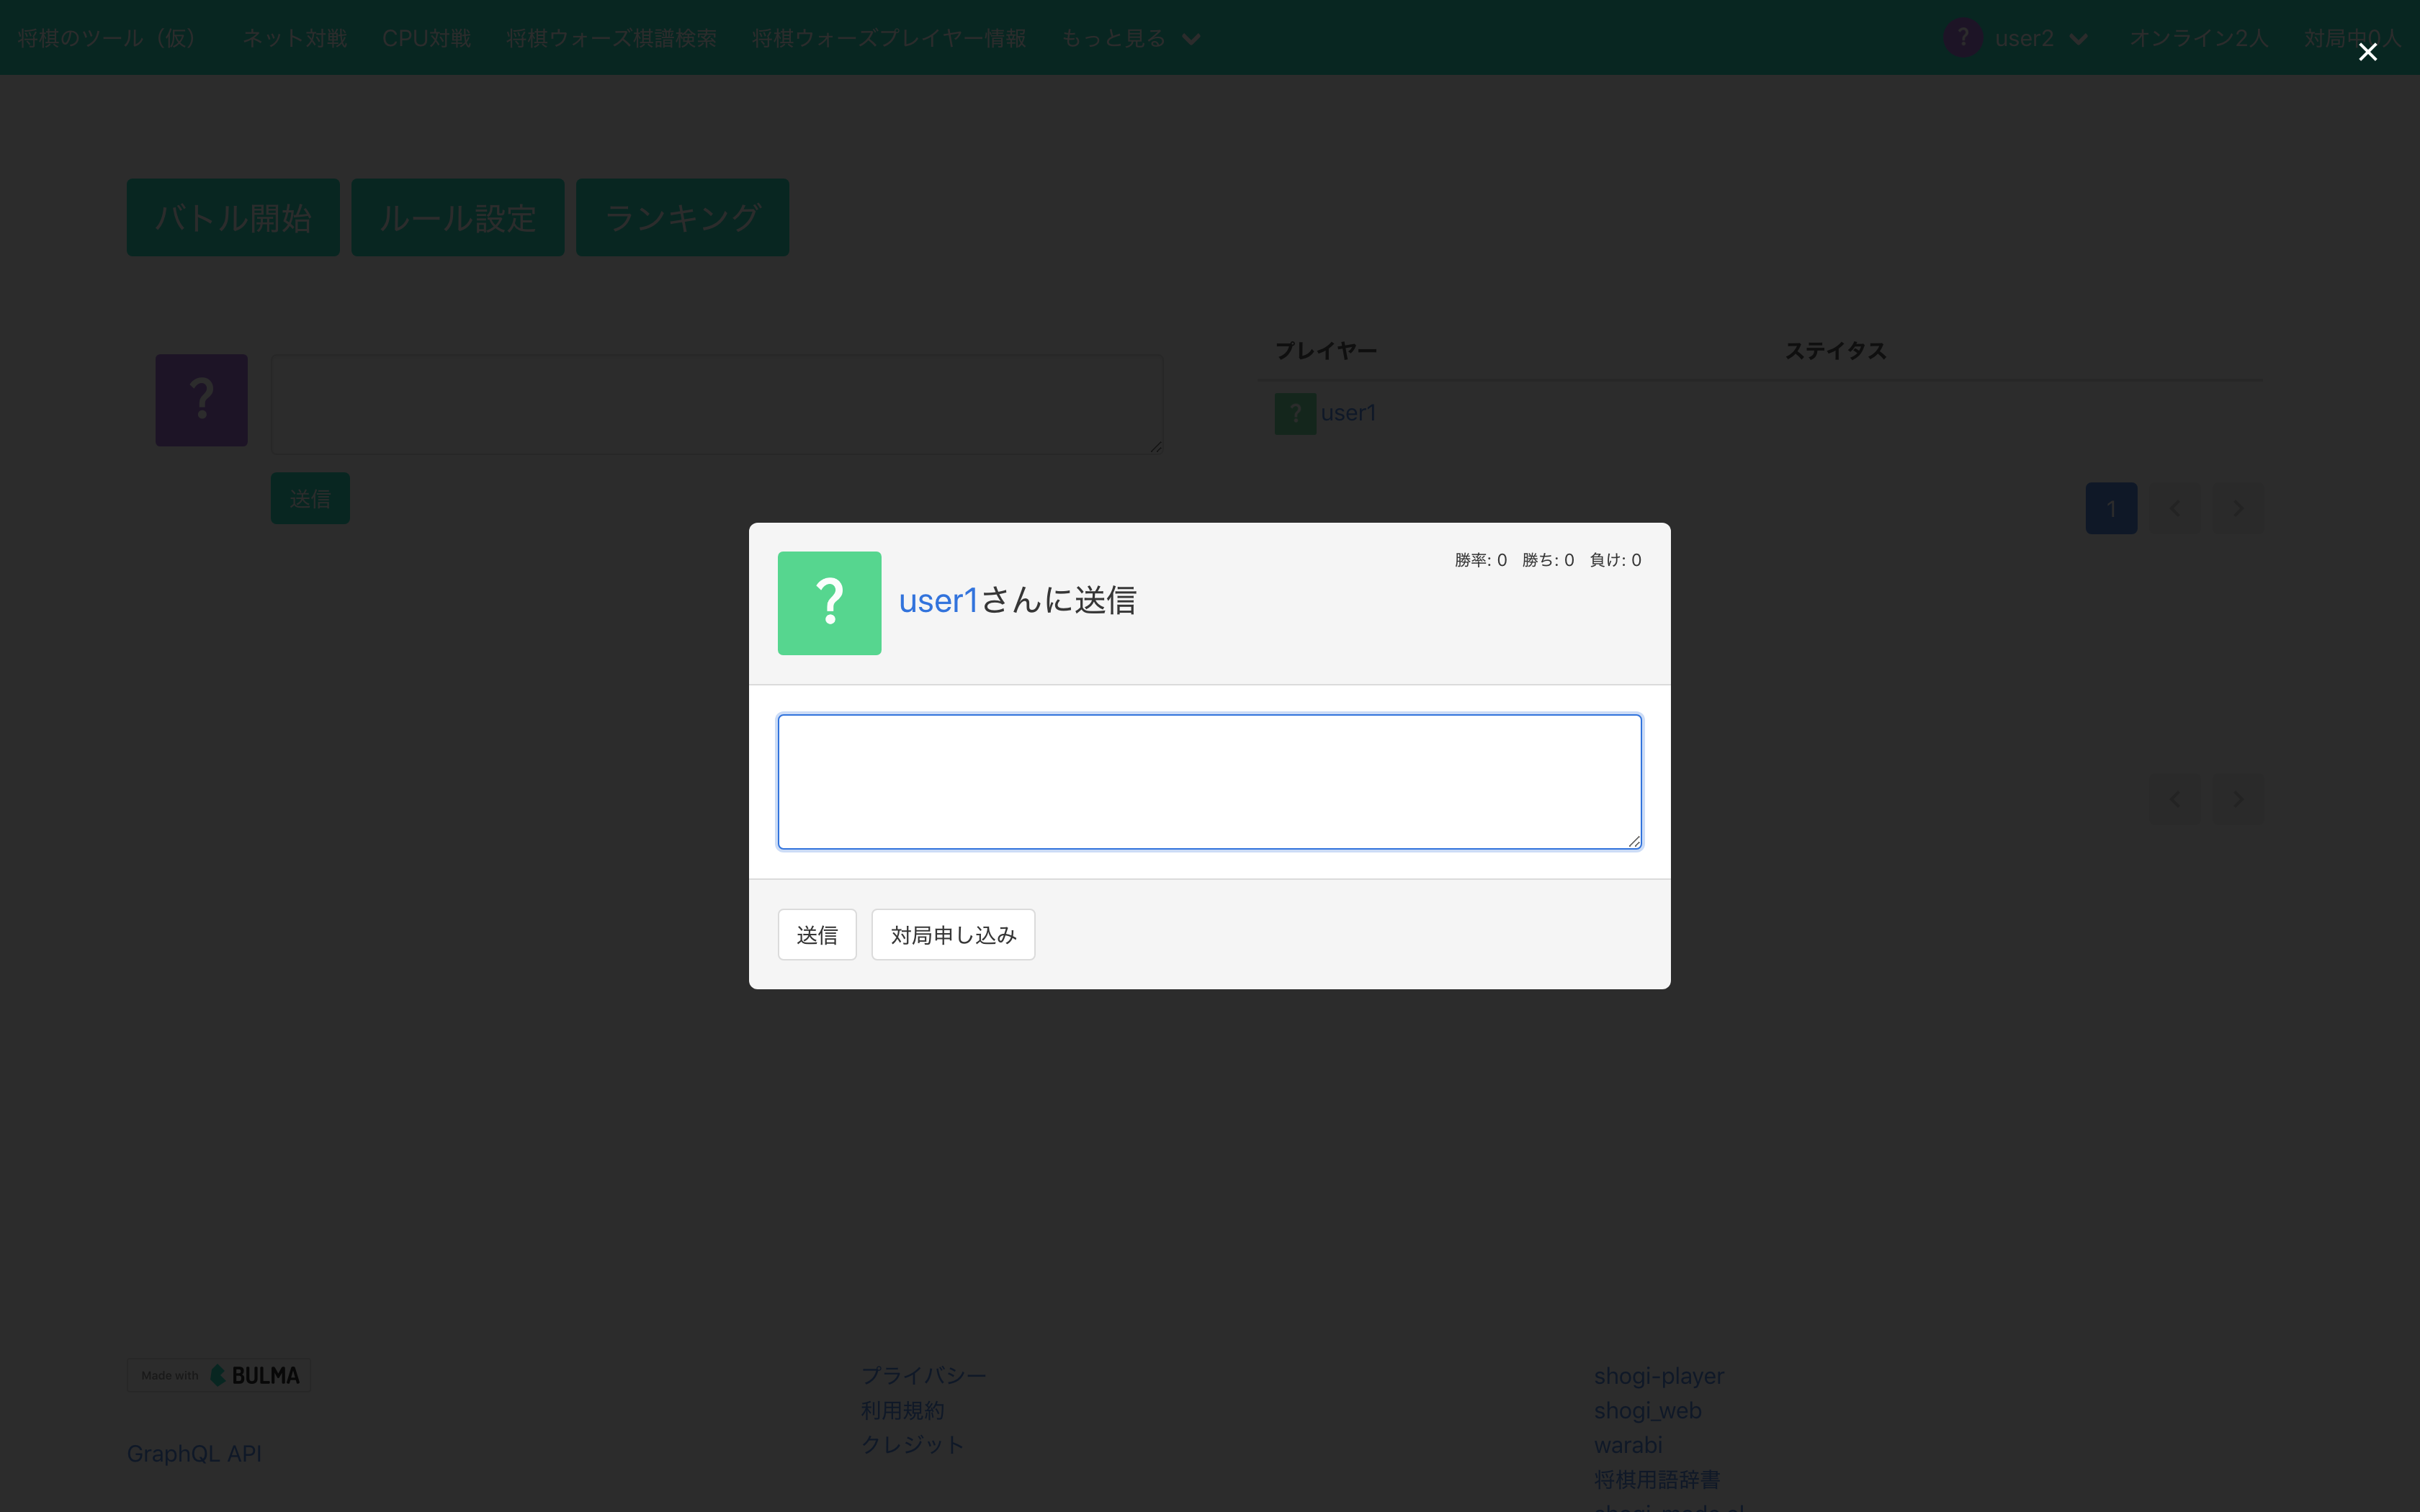 将棋のツール（仮） ネット対戦 CPU対戦 将棋ウォーズ棋譜検索 将棋ウォーズプレイヤー情報 もっと見る ? user2 オンライン2人 対局中0人
バトル開始 ルール設定 ランキング
プレイヤー ステイタス
?
? user1
送信
1
勝率: 0 勝ち: 0 負け: 0
?
user1さんに送信
送信 対局申し込み
Made with BULMA
GraphQL API
プライバシー
利用規約
クレジット
shogi-player
shogi_web
warabi
将棋用語辞書